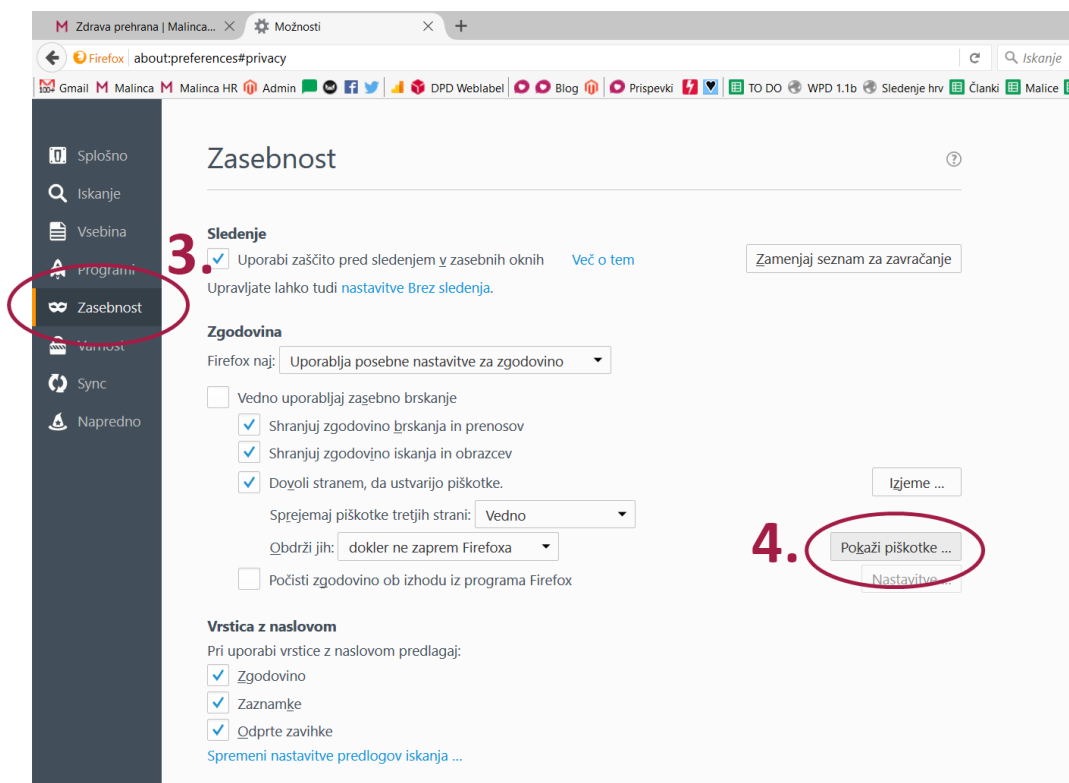 Zdrava prehrana | Malinca...
Možnosti
Firefox about:preferences#privacy
Iskanje
Gmail Malinca Malinca HR Admin DPD Weblabel Blog Prispevki TO DO WPD 1.1b Sledenje hrv Članki Malice
Splošno
Iskanje
Vsebina
Programi
Zasebnost
Varnost
Sync
Napredno
3.
Zasebnost
Sledenje
Uporabi zaščito pred sledenjem v zasebnih oknih Več o tem Zamenjaj seznam za zavračanje
Upravljate lahko tudi nastavitve Brez sledenja.
Zgodovina
Firefox naj: Uporablja posebne nastavitve za zgodovino
Vedno uporabljaj zasebno brskanje
Shranjuj zgodovino brskanja in prenosov
Shranjuj zgodovino iskanja in obrazcev
Dovoli stranem, da ustvarijo piškotke. Izjeme ...
Sprejemaj piškotke tretjih strani: Vedno
Obdrži jih: dokler ne zaprem Firefoxa 4. Pokaži piškotke ...
Počisti zgodovino ob izhodu iz programa Firefox Nastavitve ...
Vrstica z naslovom
Pri uporabi vrstice z naslovom predlagaj:
Zgodovino
Zaznamke
Odprte zavihke
Spremeni nastavitve predlogov iskanja ...